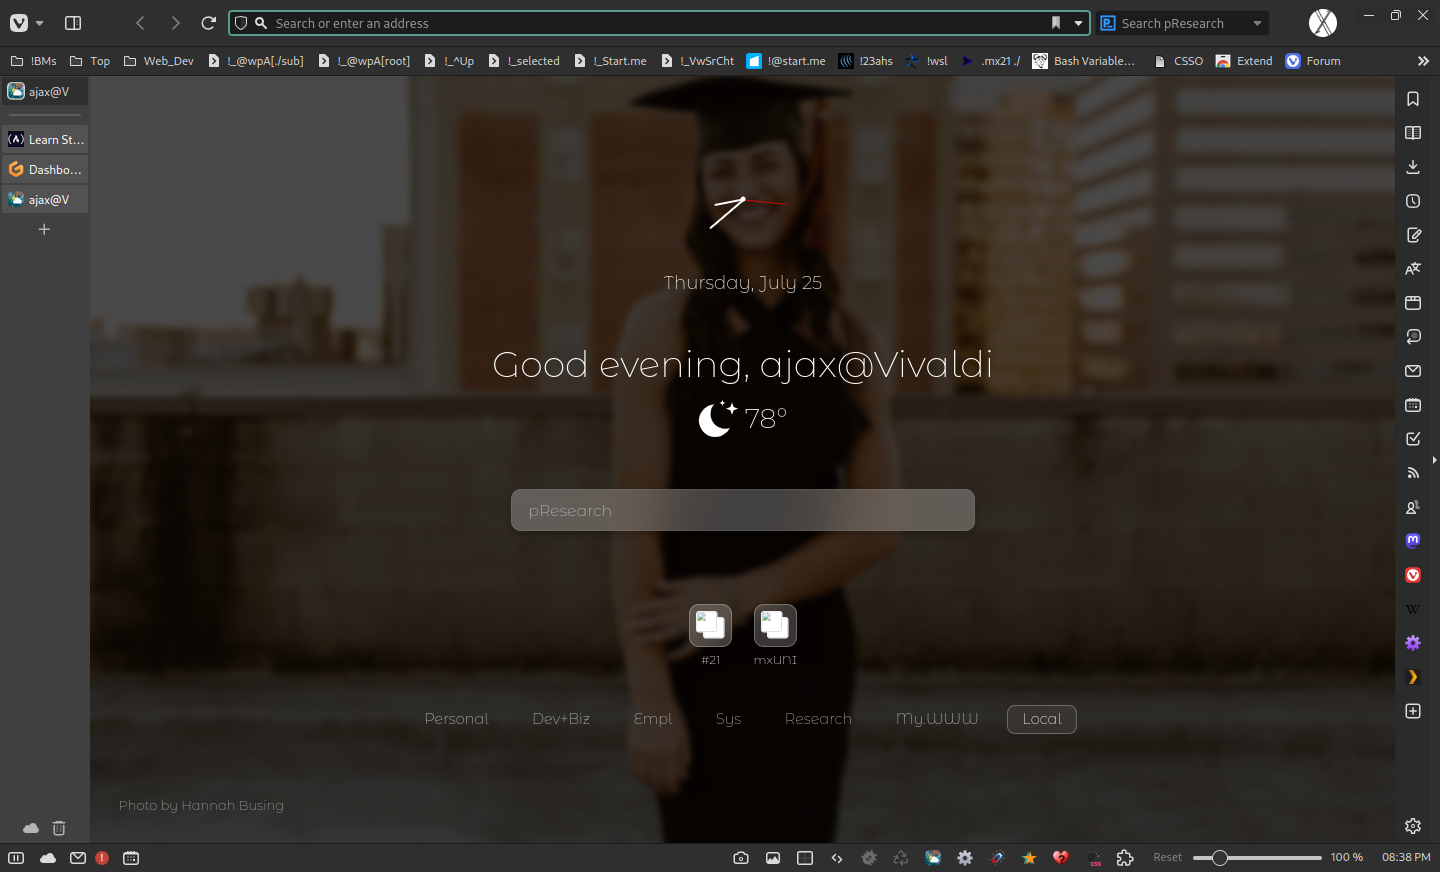 Search or enter an address
Search pResearch
!BMs
Top
Web_Dev
!_@wpA[./sub]
!_@wpA[root]
!_^Up
!_selected
!_Start.me
!_VwSrCht
!@start.me
!23ahs
!wsl
.mx21 ./
Bash Variable...
CSSO
Extend
Forum
ajax@V
Learn St...
Dashbo...
ajax@V
Thursday, July 25
Good evening, ajax@Vivaldi
78°
pResearch
#21
mxUNI
Personal
Dev+Biz
Empl
Sys
Research
My.WWW
Local
Photo by Hannah Busing
Reset
100 %
08:38 PM